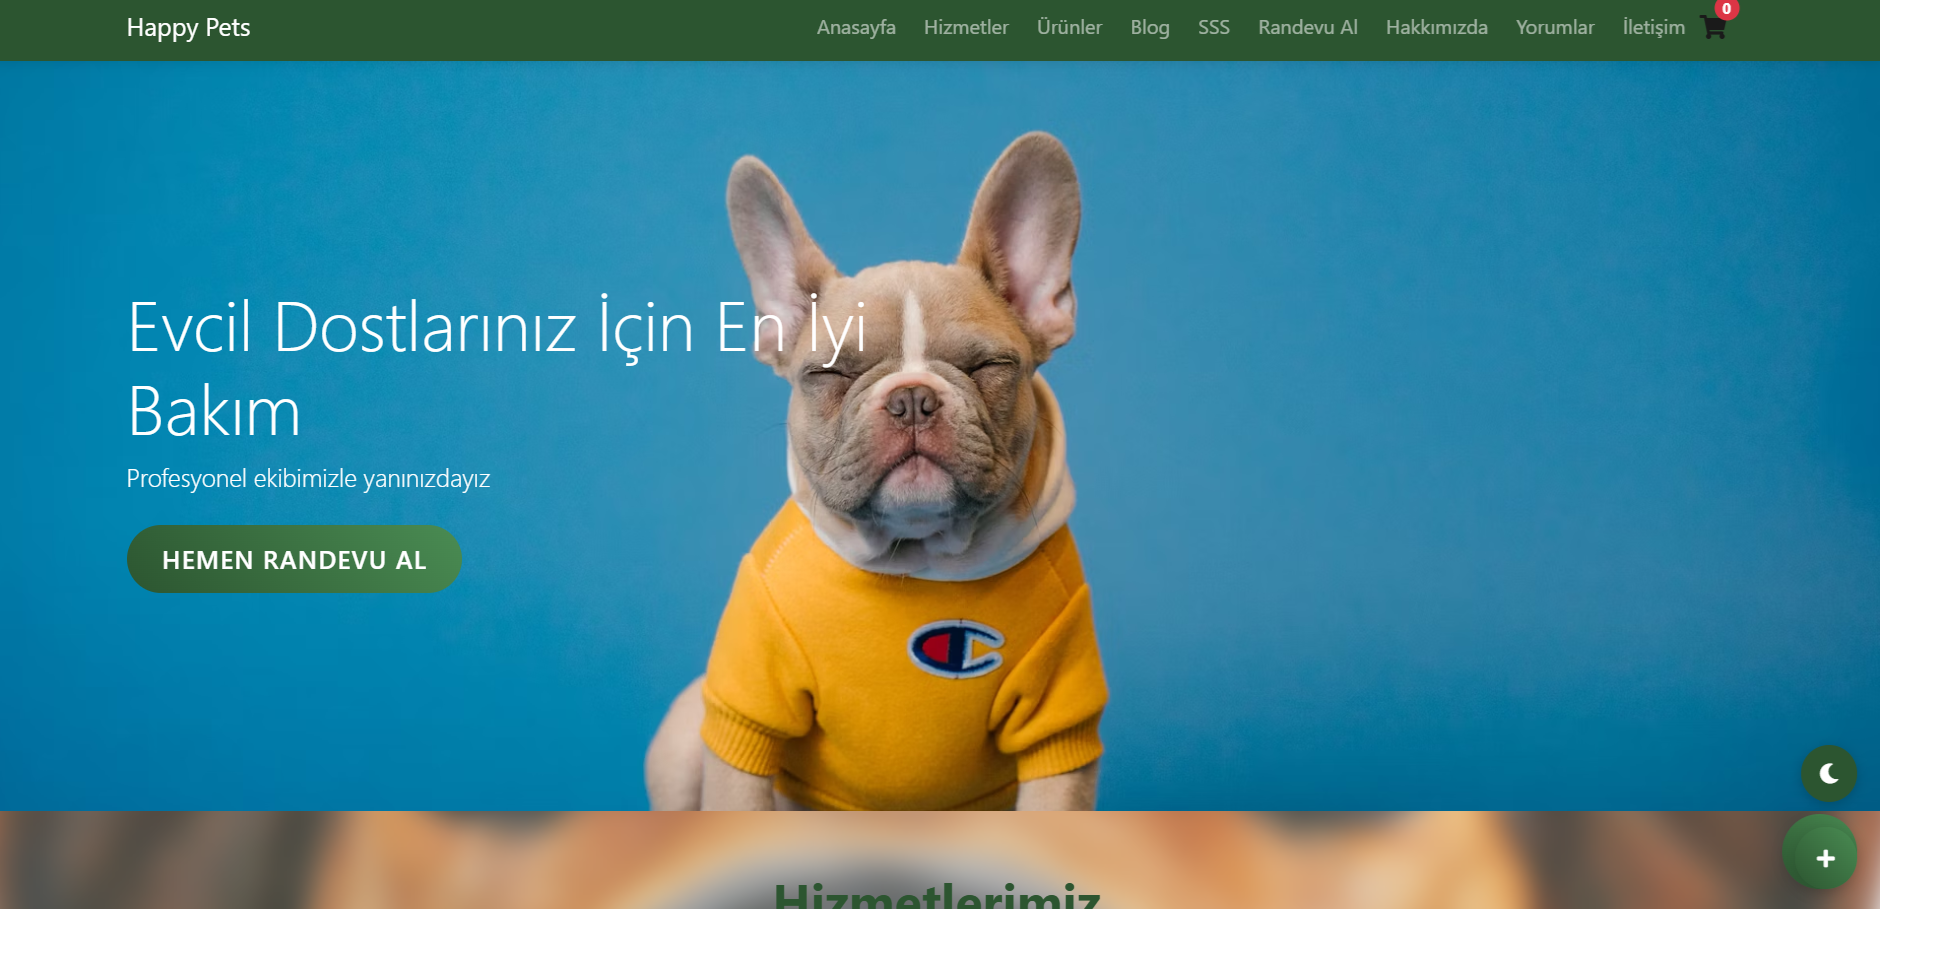 Happy Pets
Anasayfa Hizmetler Ürünler Blog SSS Randevu Al Hakkımızda Yorumlar İletişim 0
Evcil Dostlarınız İçin En İyi
Bakım
Profesyonel ekibimizle yanınızdayız
HEMEN RANDEVU AL
Hizmetlerimiz